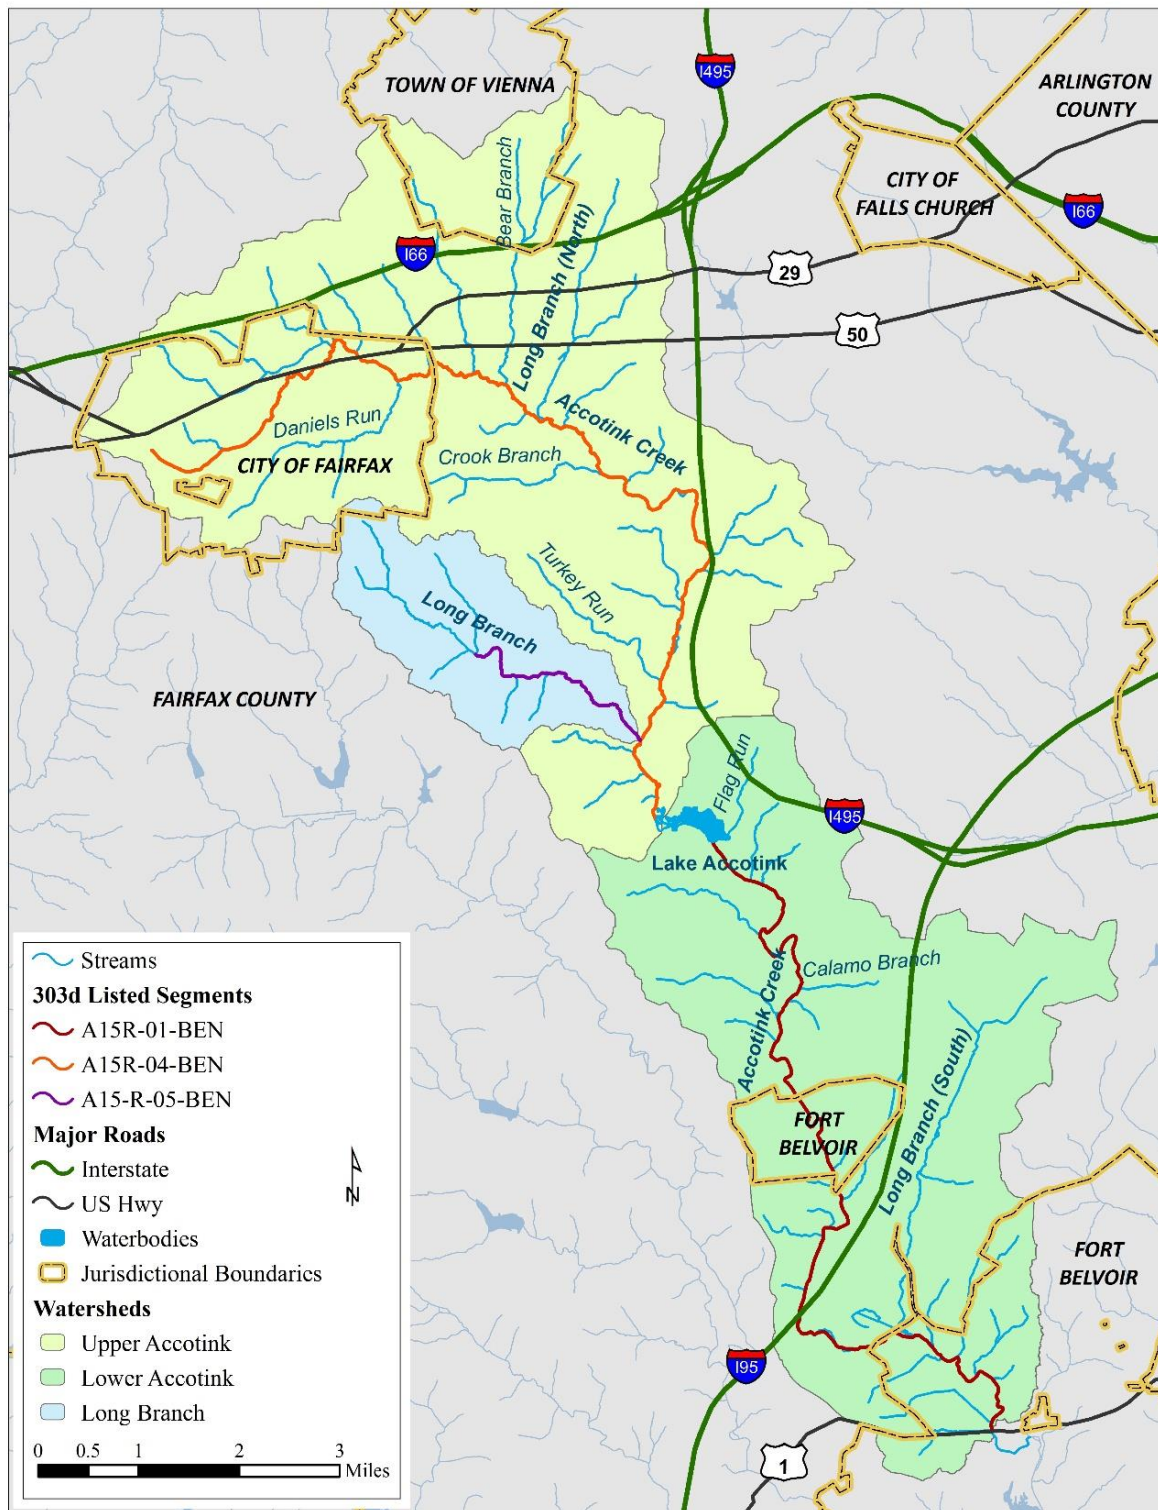 TOWN OF VIENNA
I495
ARLINGTON
COUNTY
Bear Branch
CITY OF
FALLS CHURCH
I66
I66
Long Branch (North)
29
50
Accotink Creek
Daniels Run
CITY OF FAIRFAX
Crook Branch
Turkey Run
Long Branch
FAIRFAX COUNTY
Flag Run
I495
Lake Accotink
Calamo Branch
Accotink Creek
Long Branch (South)
FORT
BELVOIR
FORT
BELVOIR
I95
1
Streams
303d Listed Segments
A15R-01-BEN
A15R-04-BEN
A15-R-05-BEN
Major Roads
Interstate
US Hwy
Waterbodies
Jurisdictional Boundarics
Watersheds
Upper Accotink
Lower Accotink
Long Branch
N
0 0.5 1 2 3
Miles